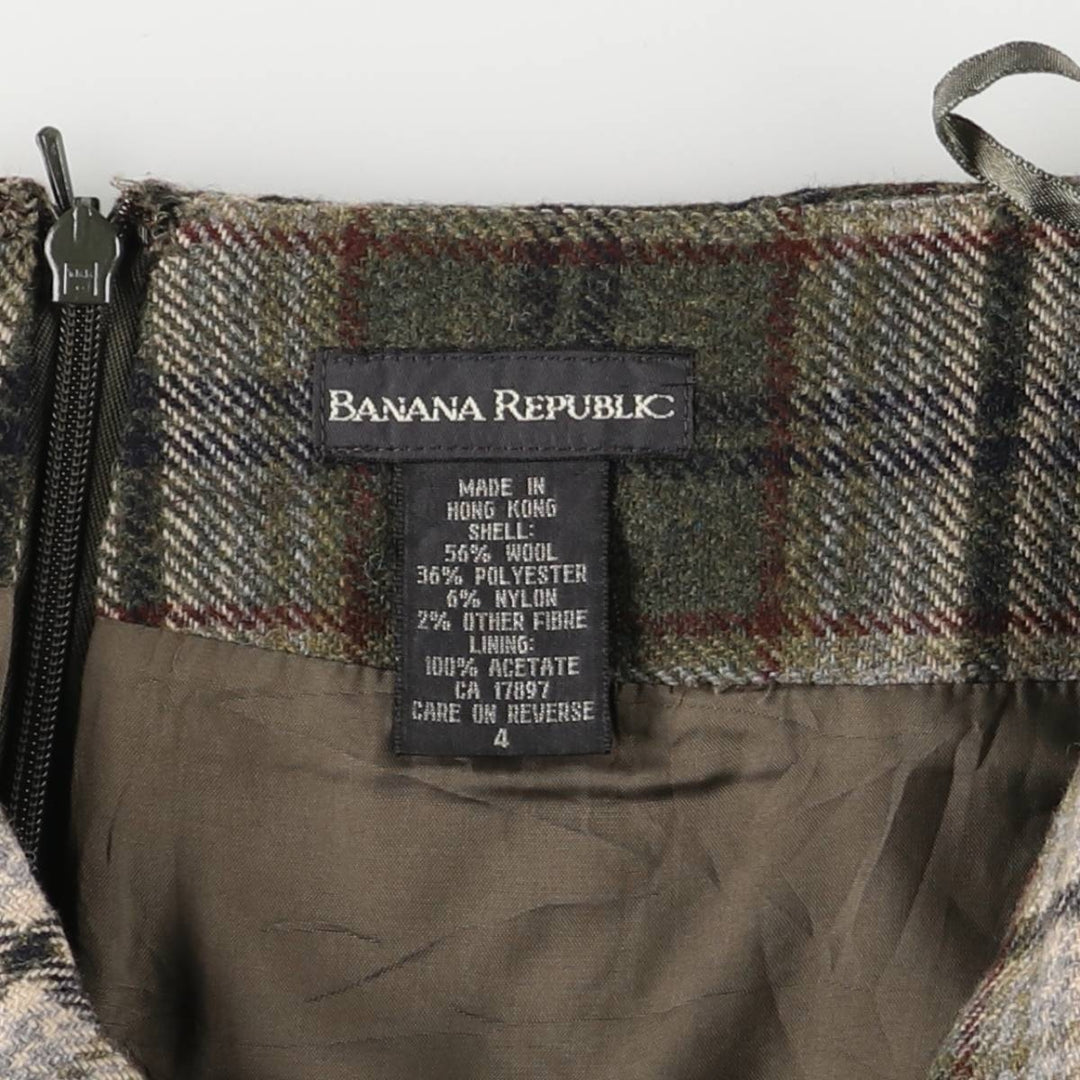 BANANA REPUBLIC
MADE IN
HONG KONG
SHELL:
56% WOOL
36% POLYESTER
6% NYLON
2% OTHER FIBRE
LINING:
100% ACETATE
CA 17897
CARE ON REVERSE
4